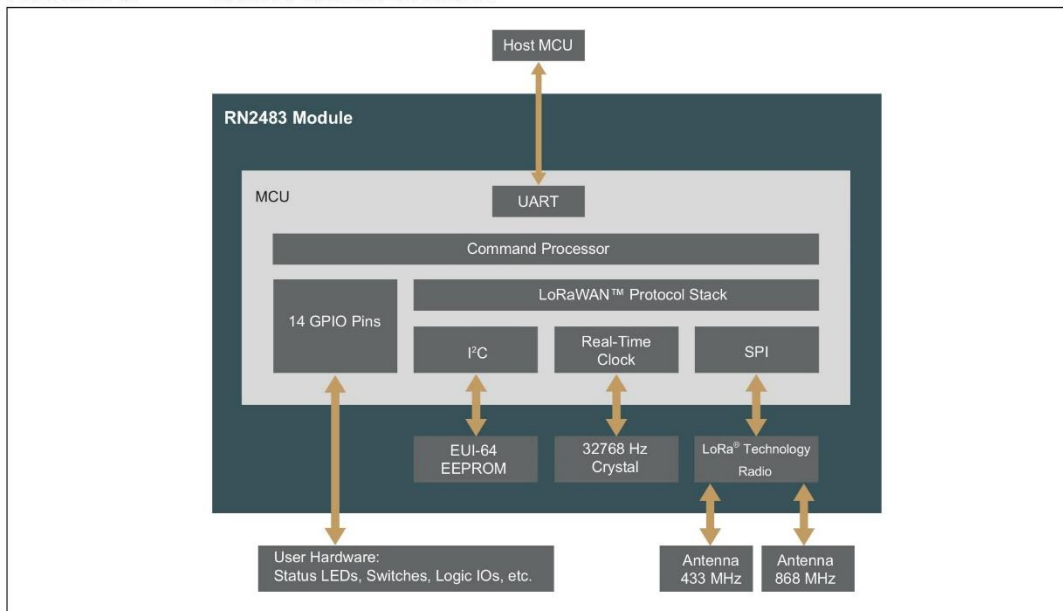 Host MCU
RN2483 Module
MCU
UART
Command Processor
14 GPIO Pins
LoRaWAN™ Protocol Stack
I²C
Real-Time
Clock
SPI
EUI-64
EEPROM
32768 Hz
Crystal
LoRa® Technology
Radio
User Hardware:
Status LEDs, Switches, Logic IOs, etc.
Antenna
433 MHz
Antenna
868 MHz